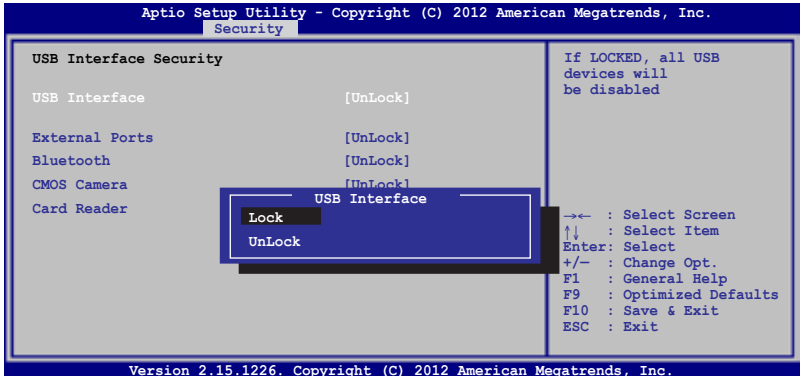 Aptio Setup Utility - Copyright (C) 2012 American Megatrends, Inc.
Security
USB Interface Security
USB Interface [UnLock]
External Ports [UnLock]
Bluetooth [UnLock]
CMOS Camera [UnLock]
Card Reader
USB Interface
Lock
UnLock
If LOCKED, all USB
devices will
be disabled
→← : Select Screen
↑↓ : Select Item
Enter: Select
+/— : Change Opt.
F1 : General Help
F9 : Optimized Defaults
F10 : Save & Exit
ESC : Exit
Version 2.15.1226. Copyright (C) 2012 American Megatrends, Inc.